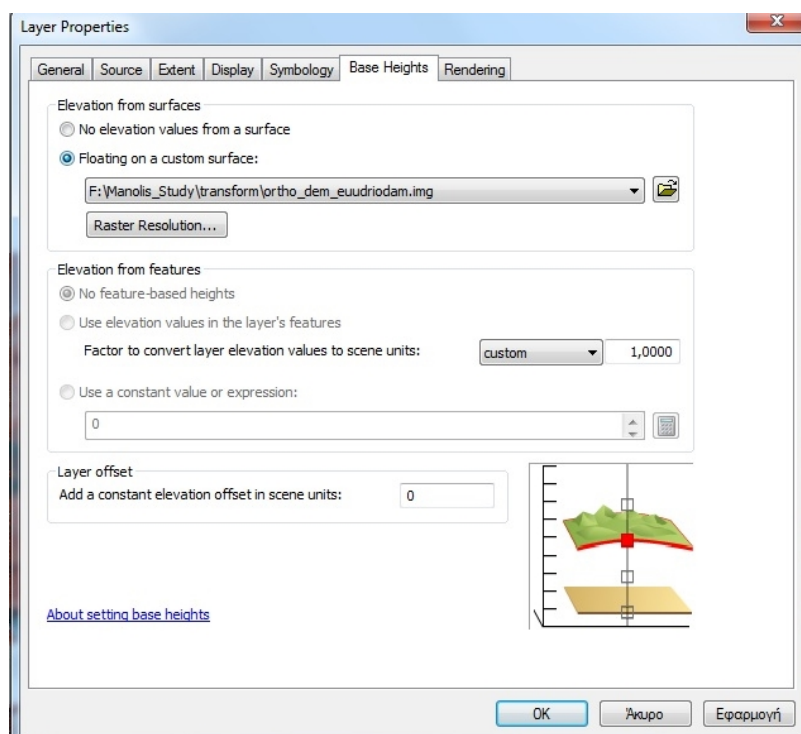 Layer Properties
General Source Extent Display Symbology Base Heights Rendering
Elevation from surfaces
No elevation values from a surface
Floating on a custom surface:
F:\Manolis_Study\transform\ortho_dem_euudriodam.img
Raster Resolution...
Elevation from features
No feature-based heights
Use elevation values in the layer's features
Factor to convert layer elevation values to scene units: custom 1,0000
Use a constant value or expression:
0
Layer offset
Add a constant elevation offset in scene units: 0
About setting base heights
OK Άκυρο Εφαρμογή